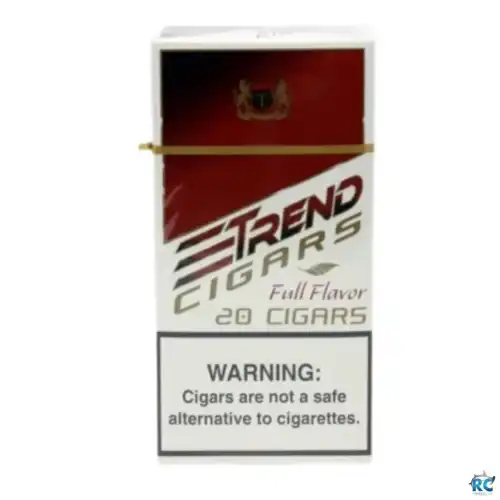 T
TREND
CIGARS
Full Flavor
20 CIGARS
WARNING:
Cigars are not a safe
alternative to cigarettes.
RC